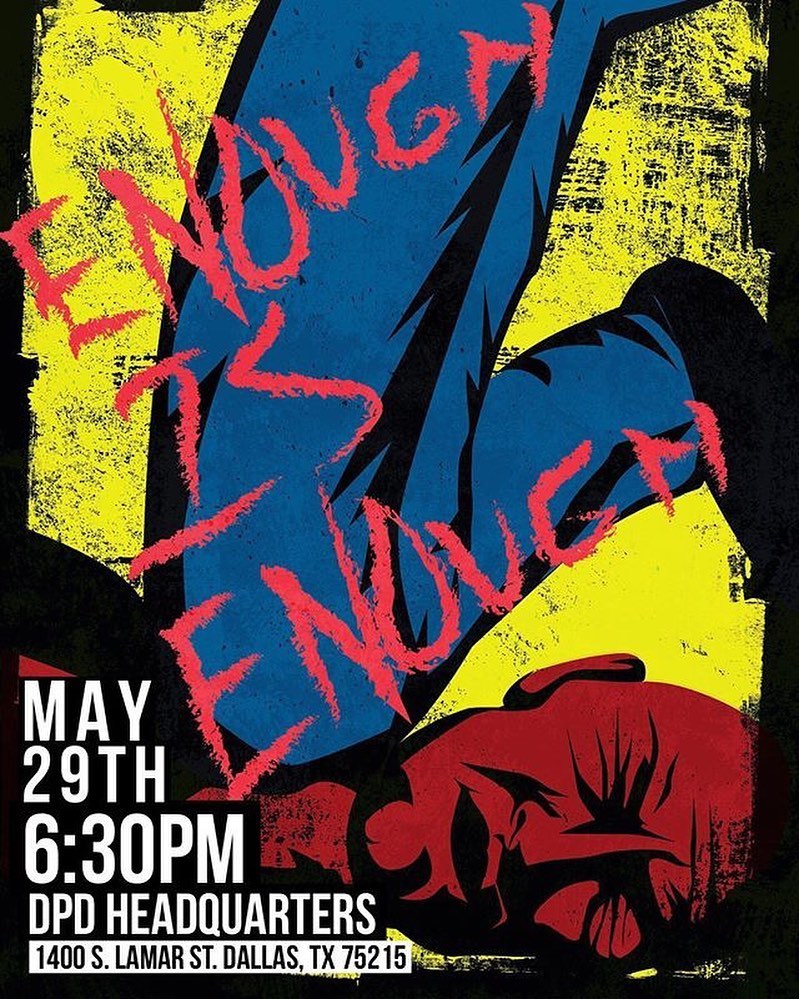 ENOUGH
IS
ENOUGH
MAY
29TH
6:30PM
DPD HEADQUARTERS
1400 S. LAMAR ST. DALLAS, TX 75215